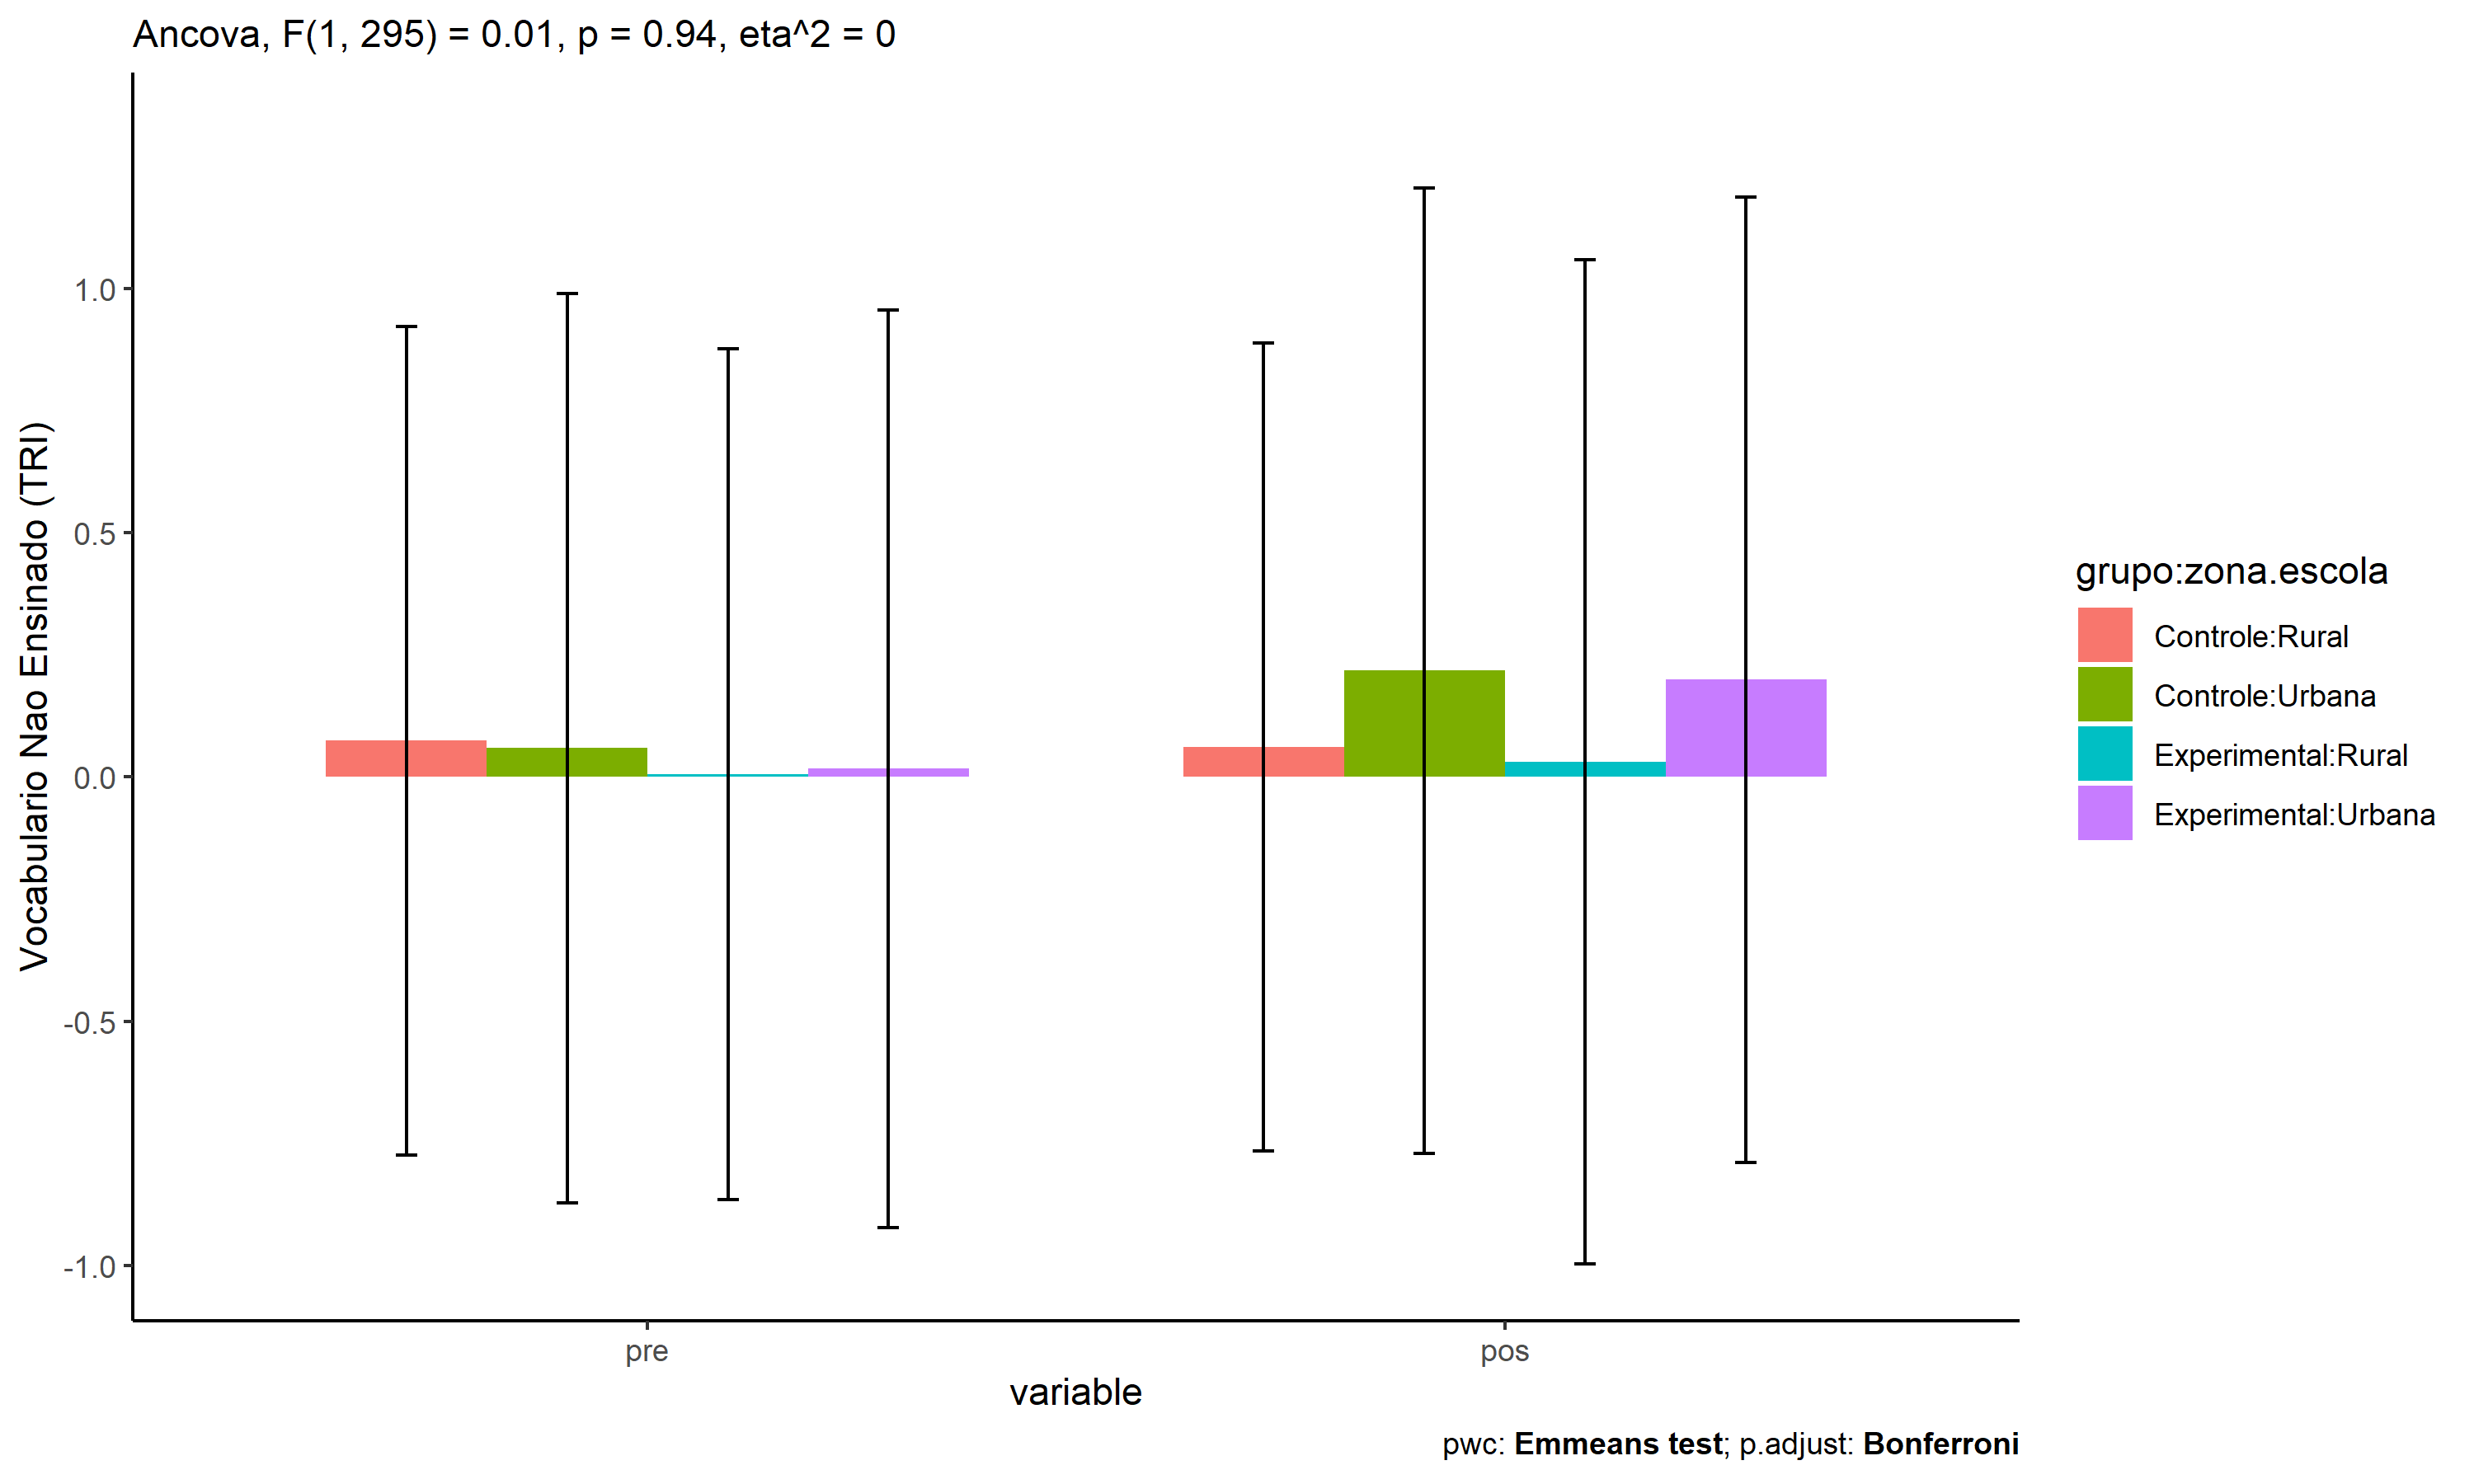 Ancova, F(1, 295) = 0.01, p = 0.94, eta^2 = 0
Vocabulario Nao Ensinado (TRI)
1.0
0.5
0.0
-0.5
-1.0
pre
pos
variable
grupo:zona.escola
Controle:Rural
Controle:Urbana
Experimental:Rural
Experimental:Urbana
pwc: Emmeans test; p.adjust: Bonferroni